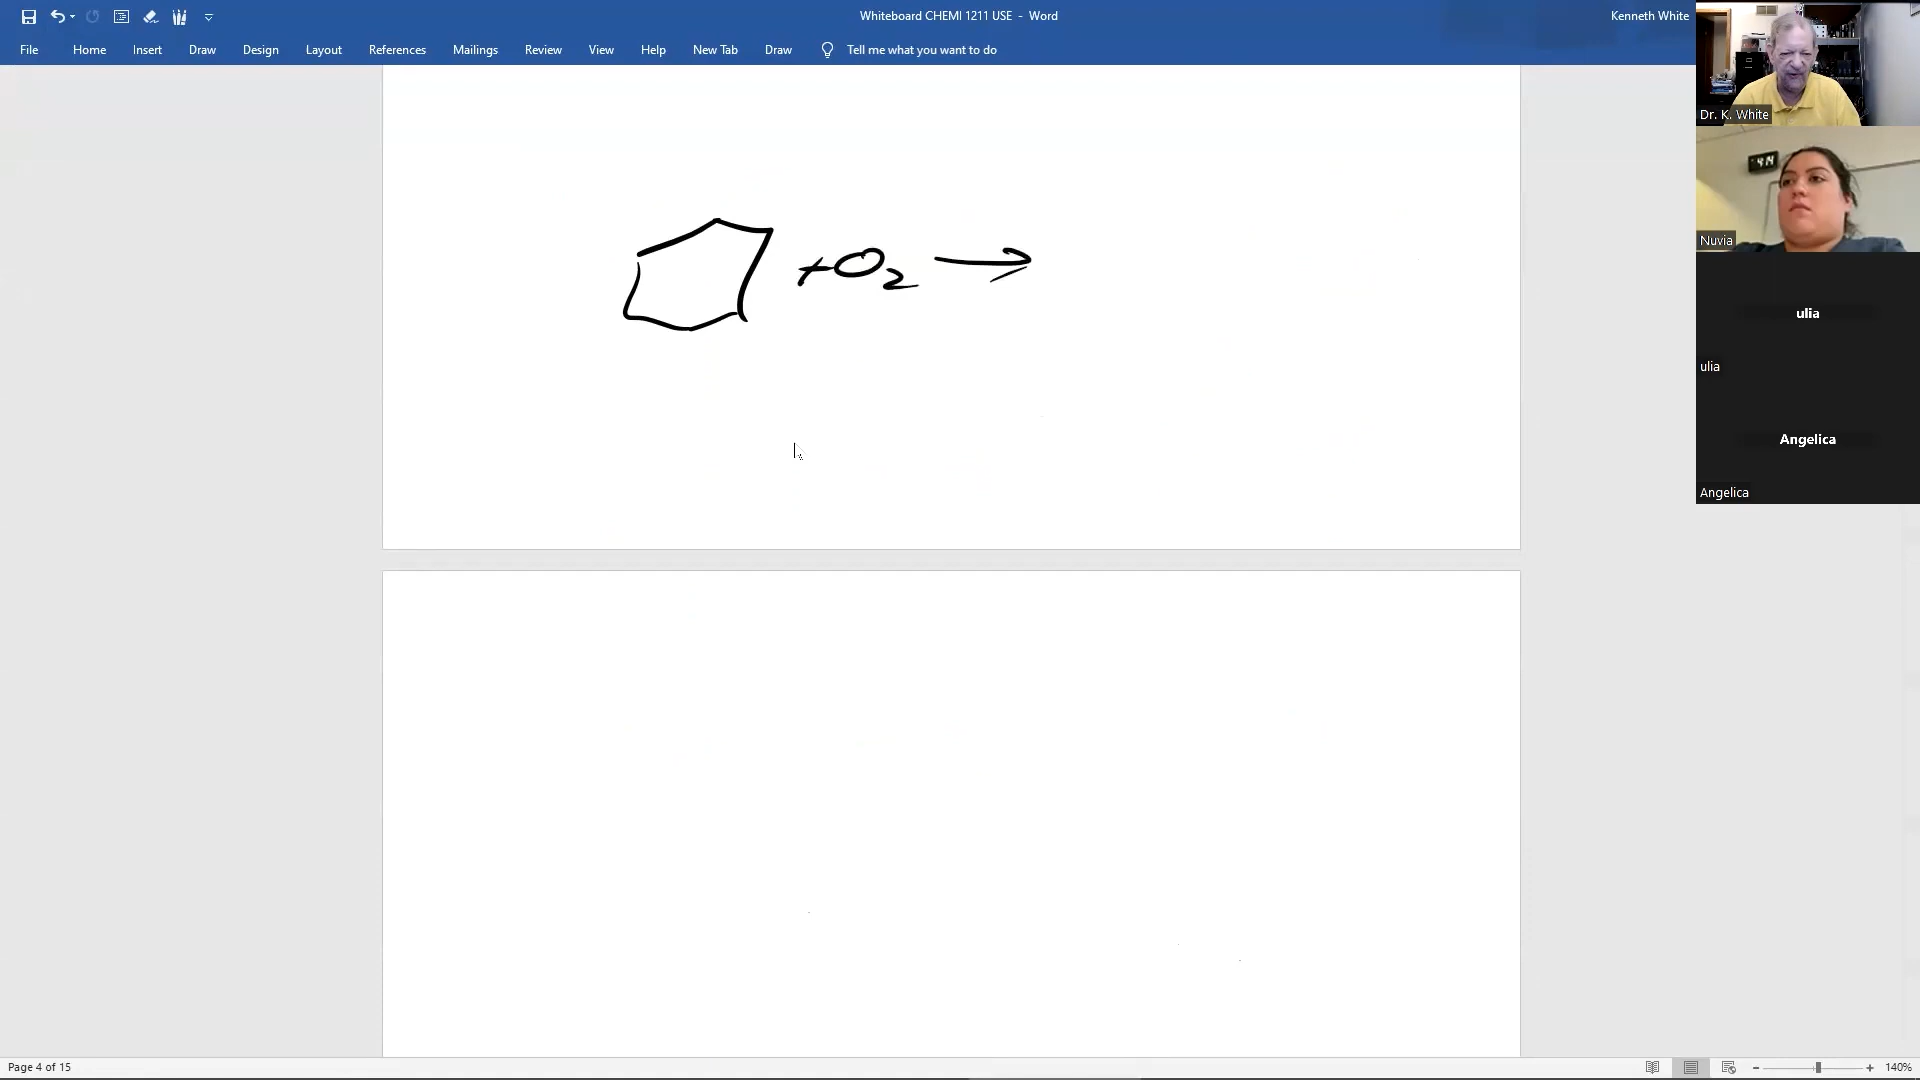 Whiteboard CHEMI 1211 USE - Word
Kenneth White
File Home Insert Draw Design Layout References Mailings Review View Help New Tab Draw Tell me what you want to do
Dr. K. White
Nuvia
ulia
ulia
Angelica
Angelica
+O2 →
Page 4 of 15
140%